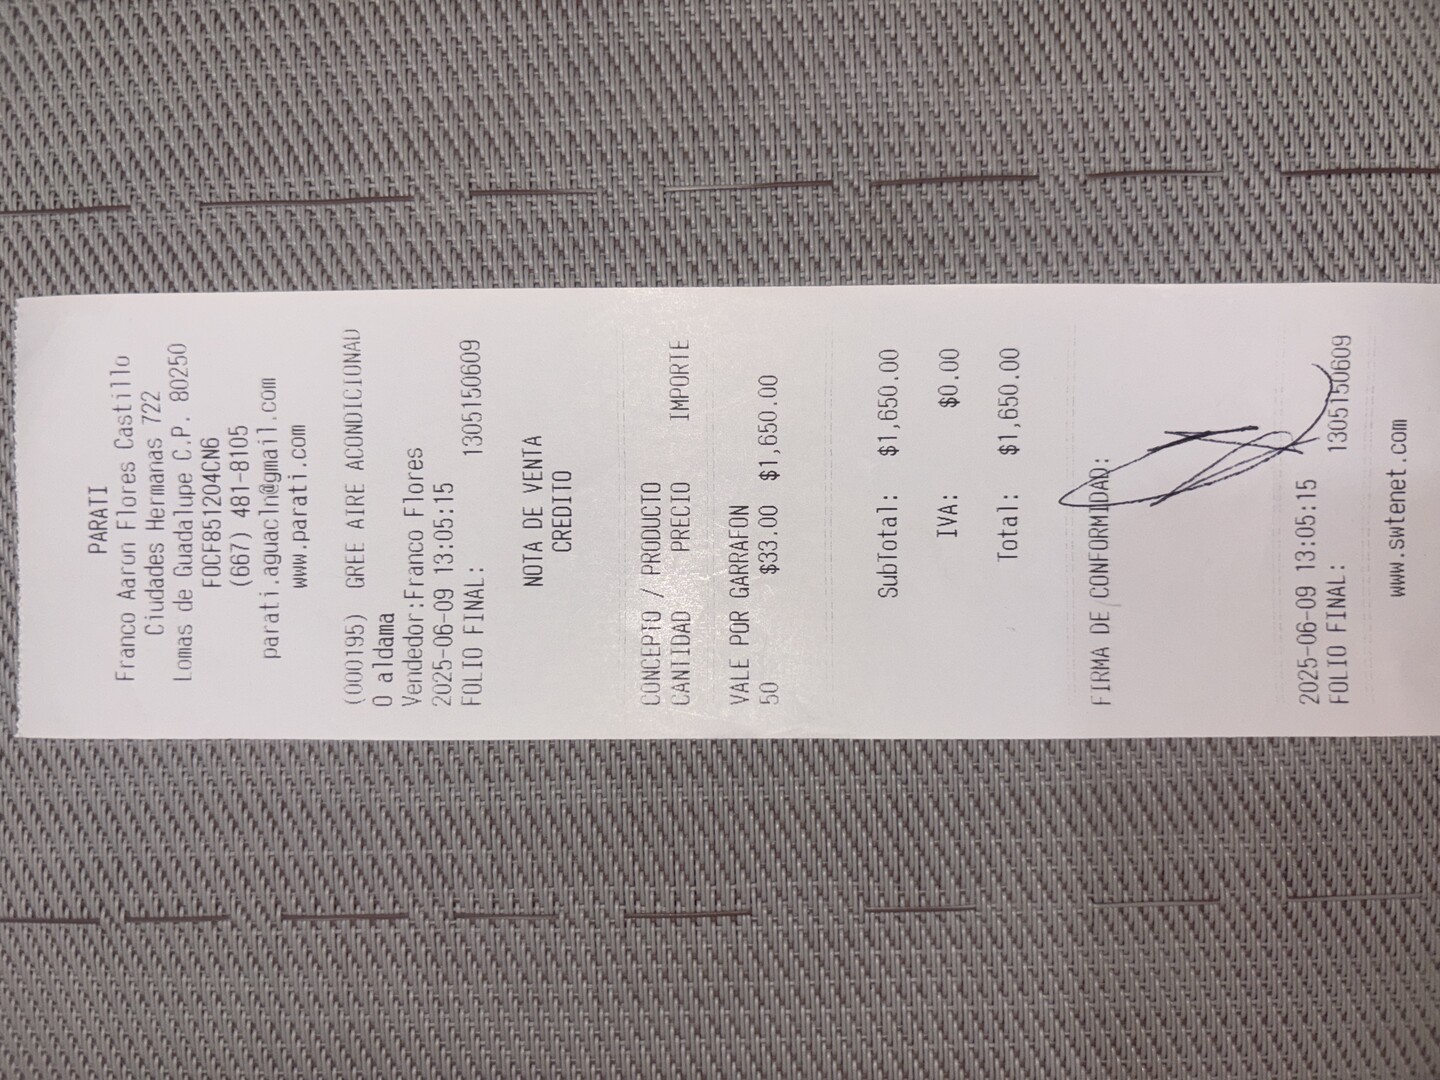 PARATI
Franco Aaron Flores Castillo
Ciudades Hermanas 722
Lomas de Guadalupe C.P. 80250
FOCF851204CN6
(667) 481-8105
parati.aguacln@gmail.com
www.parati.com
(000195) GREE AIRE ACONDICIONAD
O aldama
Vendedor:Franco Flores
2025-06-09 13:05:15
FOLIO FINAL: 1305150609
NOTA DE VENTA
CREDITO
CONCEPTO / PRODUCTO
CANTIDAD PRECIO IMPORTE
VALE POR GARRAFON
50 $33.00 $1,650.00
SubTotal: $1,650.00
IVA: $0.00
Total: $1,650.00
FIRMA DE CONFORMIDAD:
2025-06-09 13:05:15
FOLIO FINAL: 1305150609
www.swtenet.com